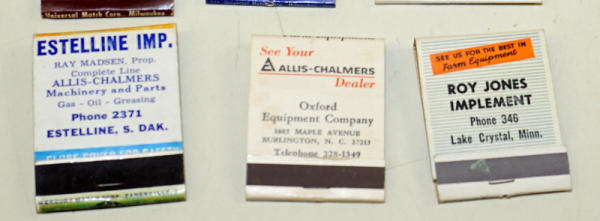 Universal Match Corp., Milwaukee
ESTELLINE IMP.
RAY MADSEN, Prop.
Complete Line
ALLIS-CHALMERS
Machinery and Parts
Gas - Oil - Greasing
Phone 2371
ESTELLINE, S. DAK.
CLOSE COVER FOR SAFETY
See Your
ALLIS-CHALMERS
Dealer
Oxford
Equipment Company
1605 MAPLE AVENUE
BURLINGTON, N. C. 27215
Telephone 228-1349
SEE US FOR THE BEST IN
Farm Equipment
ROY JONES
IMPLEMENT
Phone 346
Lake Crystal, Minn.